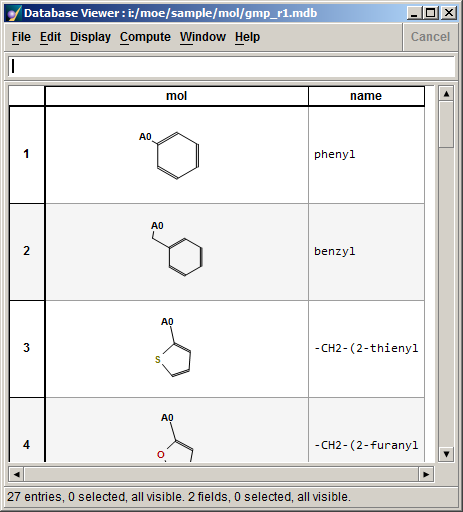 Database Viewer : i:/moe/sample/mol/gmp_r1.mdb
File Edit Display Compute Window Help Cancel
mol name
A0
1 phenyl
A0
2 benzyl
A0
3 S -CH2-(2-thienyl
A0
4 O -CH2-(2-furanyl
27 entries, 0 selected, all visible. 2 fields, 0 selected, all visible.